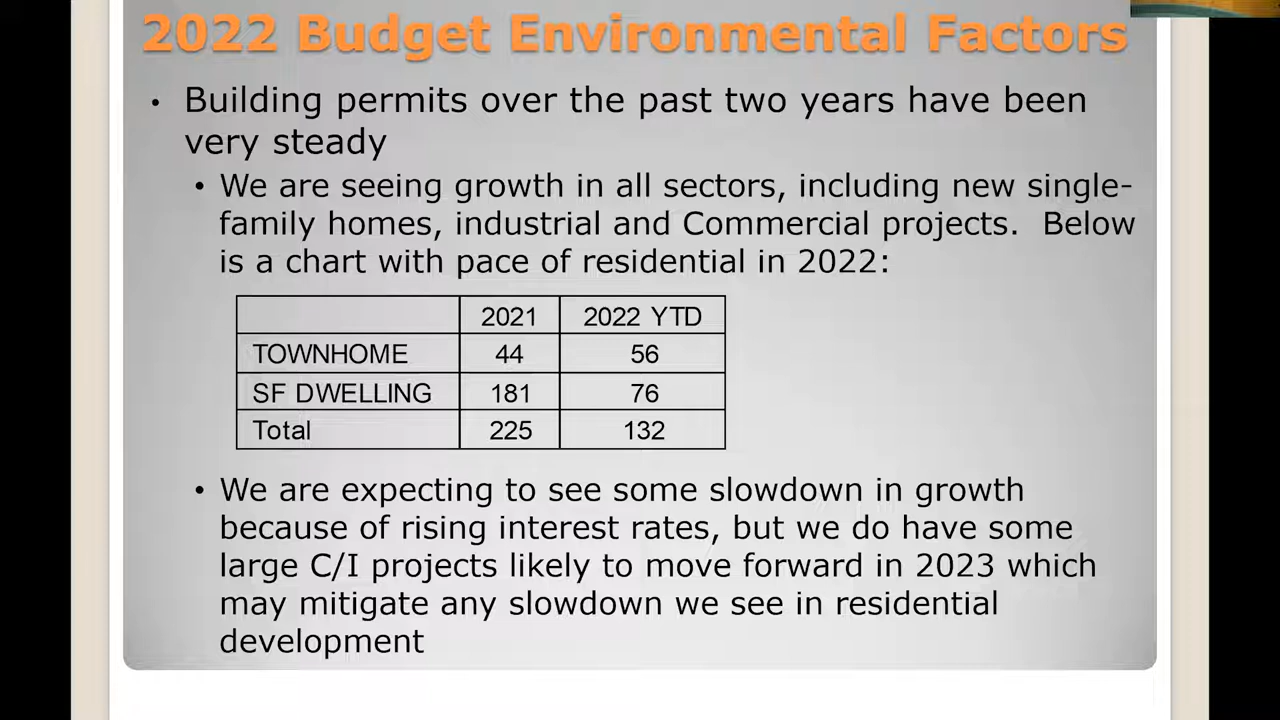 2022 Budget Environmental Factors
• Building permits over the past two years have been
very steady
• We are seeing growth in all sectors, including new single-
family homes, industrial and Commercial projects.  Below
is a chart with pace of residential in 2022:
2021 2022 YTD
TOWNHOME 44 56
SF DWELLING 181 76
Total 225 132
• We are expecting to see some slowdown in growth
because of rising interest rates, but we do have some
large C/I projects likely to move forward in 2023 which
may mitigate any slowdown we see in residential
development